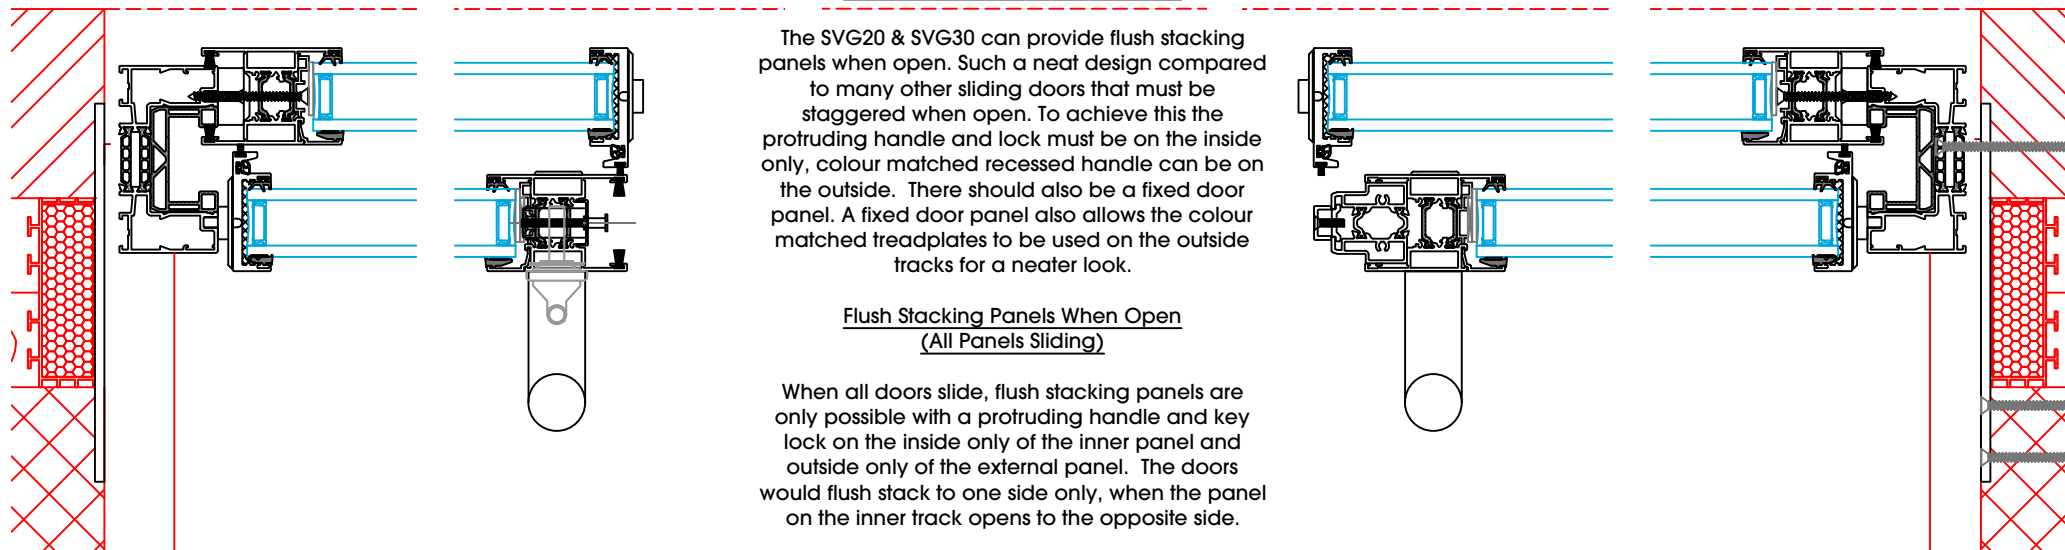 The SVG20 & SVG30 can provide flush stacking
panels when open. Such a neat design compared
to many other sliding doors that must be
staggered when open. To achieve this the
protruding handle and lock must be on the inside
only, colour matched recessed handle can be on
the outside. There should also be a fixed door
panel. A fixed door panel also allows the colour
matched treadplates to be used on the outside
tracks for a neater look.
Flush Stacking Panels When Open
(All Panels Sliding)
When all doors slide, flush stacking panels are
only possible with a protruding handle and key
lock on the inside only of the inner panel and
outside only of the external panel. The doors
would flush stack to one side only, when the panel
on the inner track opens to the opposite side.